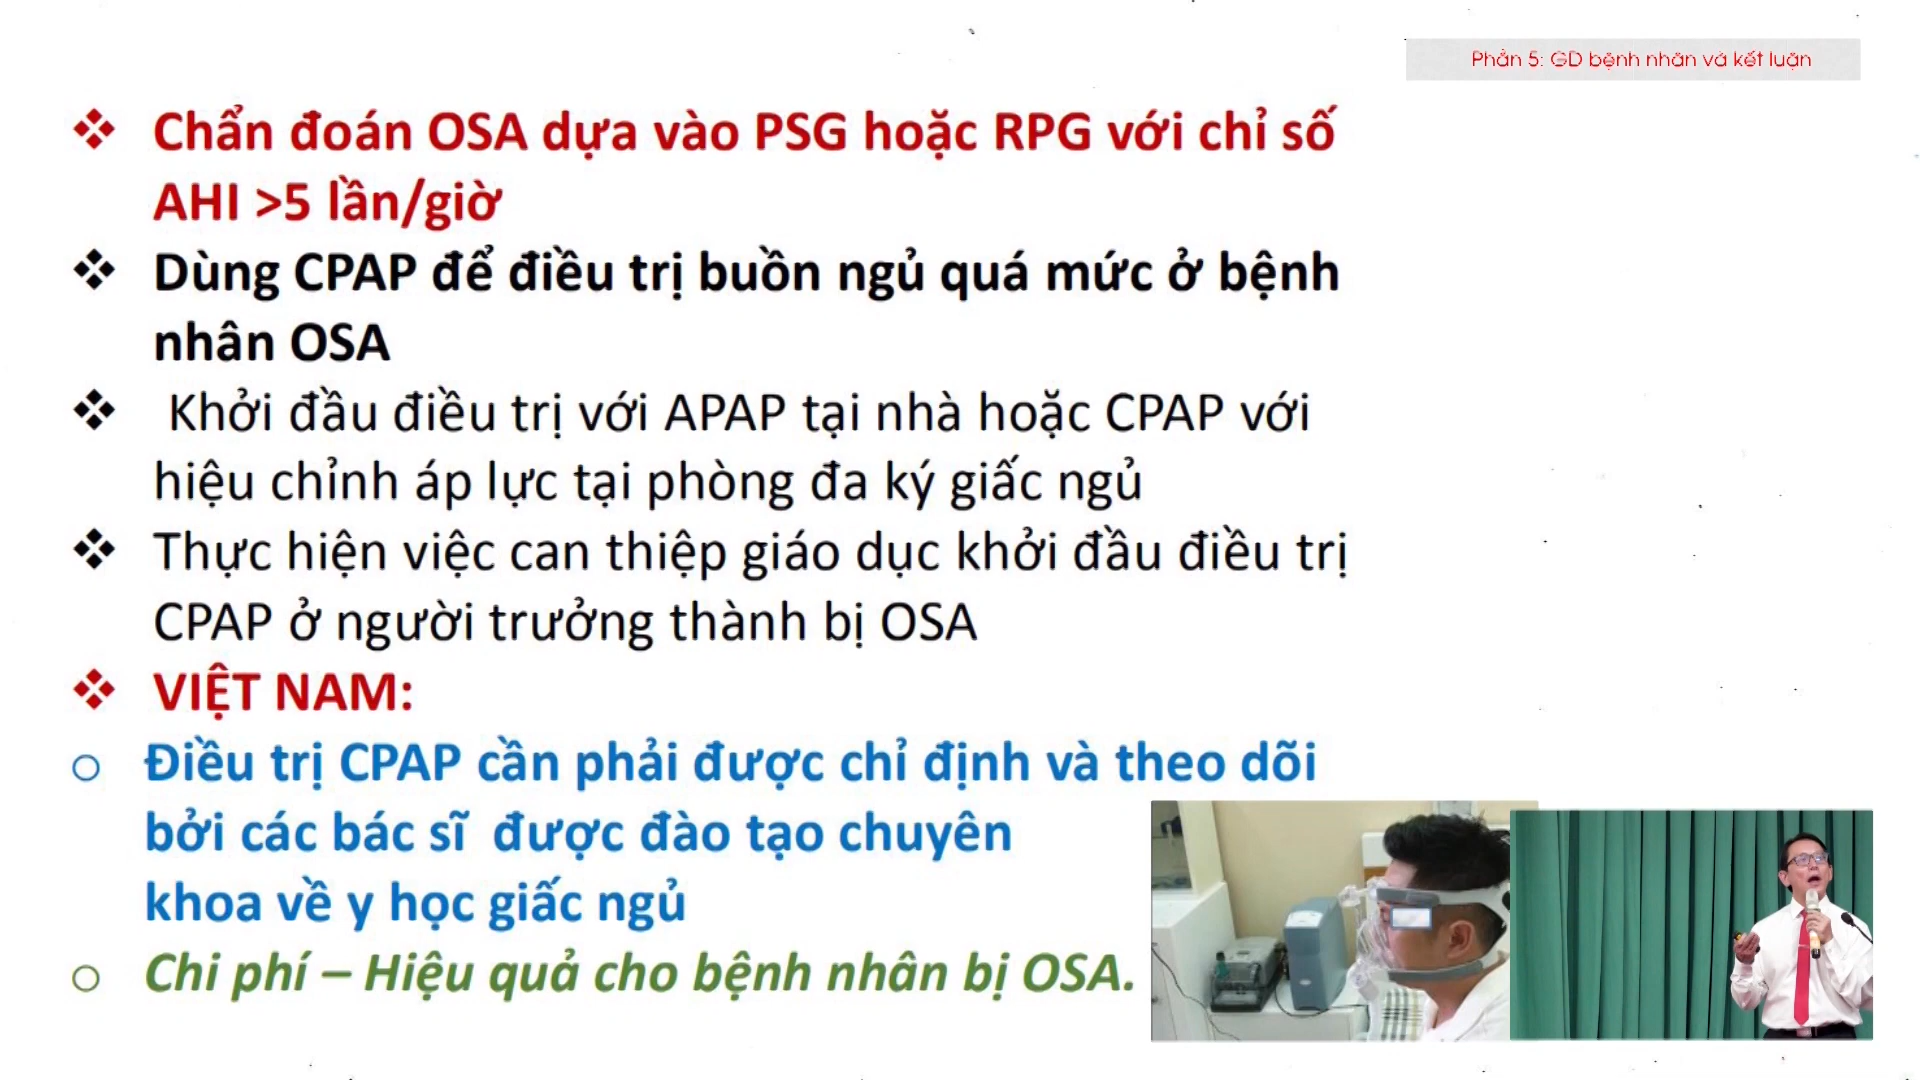 Phần 5: GD bệnh nhân và kết luận
❖ Chẩn đoán OSA dựa vào PSG hoặc RPG với chỉ số
AHI >5 lần/giờ
❖ Dùng CPAP để điều trị buồn ngủ quá mức ở bệnh
nhân OSA
❖ Khởi đầu điều trị với APAP tại nhà hoặc CPAP với
hiệu chỉnh áp lực tại phòng đa ký giấc ngủ
❖ Thực hiện việc can thiệp giáo dục khởi đầu điều trị
CPAP ở người trưởng thành bị OSA
❖ VIỆT NAM:
o Điều trị CPAP cần phải được chỉ định và theo dõi
bởi các bác sĩ được đào tạo chuyên
khoa về y học giấc ngủ
o Chi phí – Hiệu quả cho bệnh nhân bị OSA.